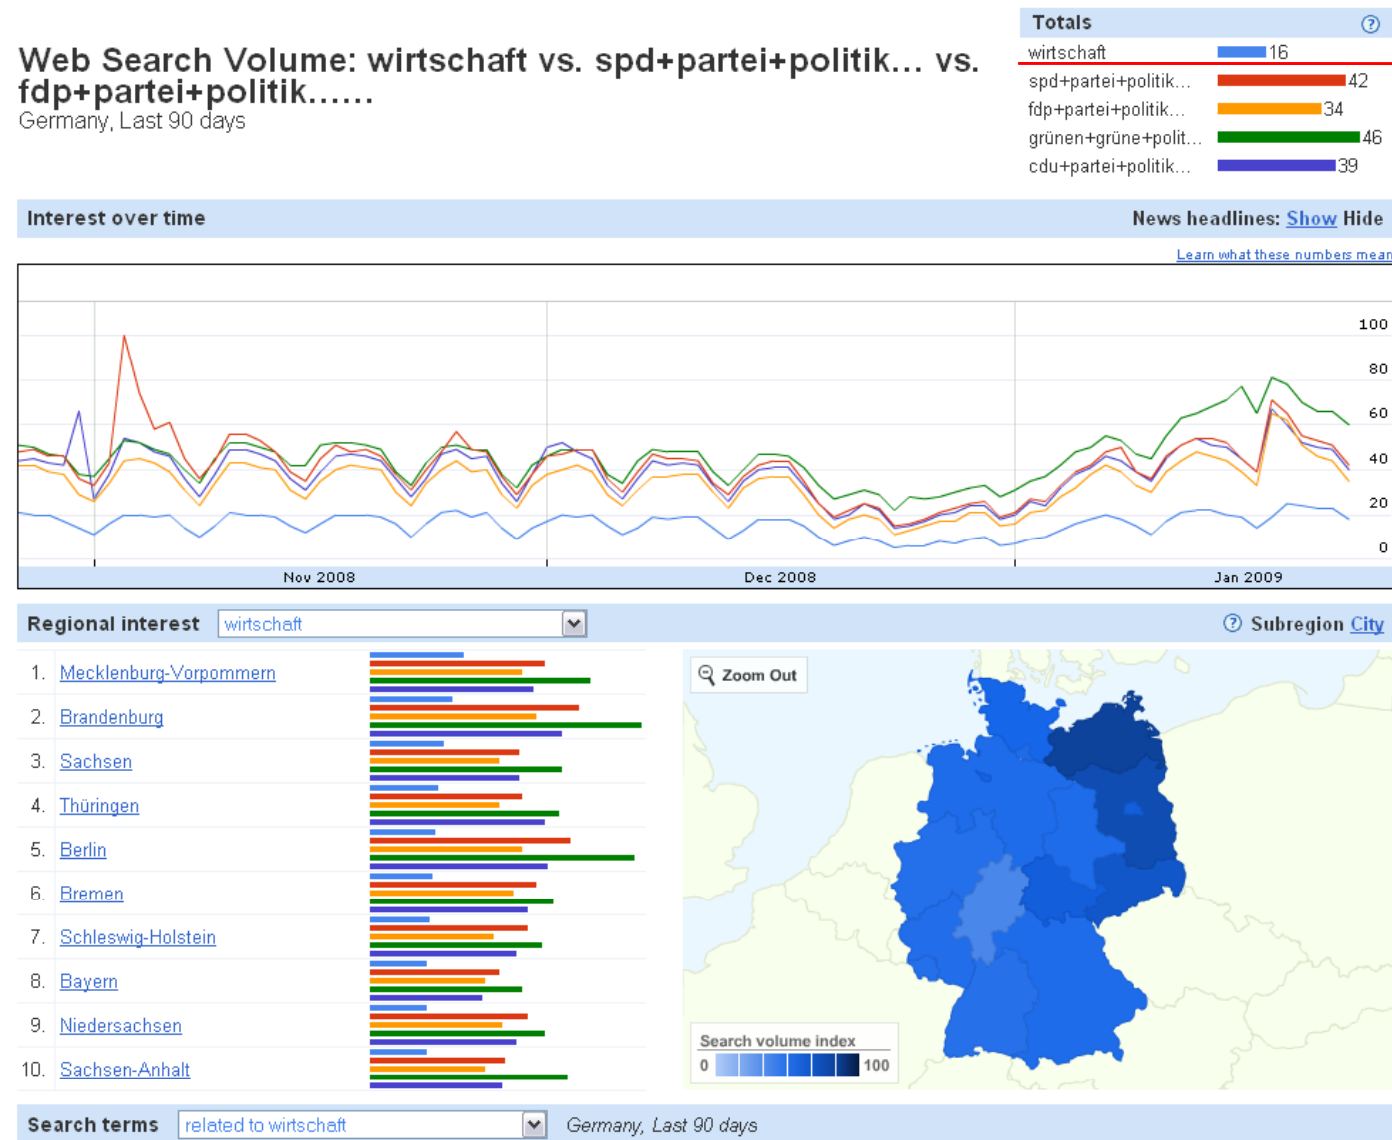 Web Search Volume: wirtschaft vs. spd+partei+politik... vs.
fdp+partei+politik......
Germany, Last 90 days
Totals ?
wirtschaft 16
spd+partei+politik... 42
fdp+partei+politik... 34
grünen+grüne+polit... 46
cdu+partei+politik... 39
Interest over time News headlines: Show Hide
Learn what these numbers mean
100
80
60
40
20
0
Nov 2008 Dec 2008 Jan 2009
Regional interest wirtschaft ? Subregion City
1. Mecklenburg-Vorpommern
2. Brandenburg
3. Sachsen
4. Thüringen
5. Berlin
6. Bremen
7. Schleswig-Holstein
8. Bayern
9. Niedersachsen
10. Sachsen-Anhalt
Zoom Out
Search volume index
0 100
Search terms related to wirtschaft Germany, Last 90 days